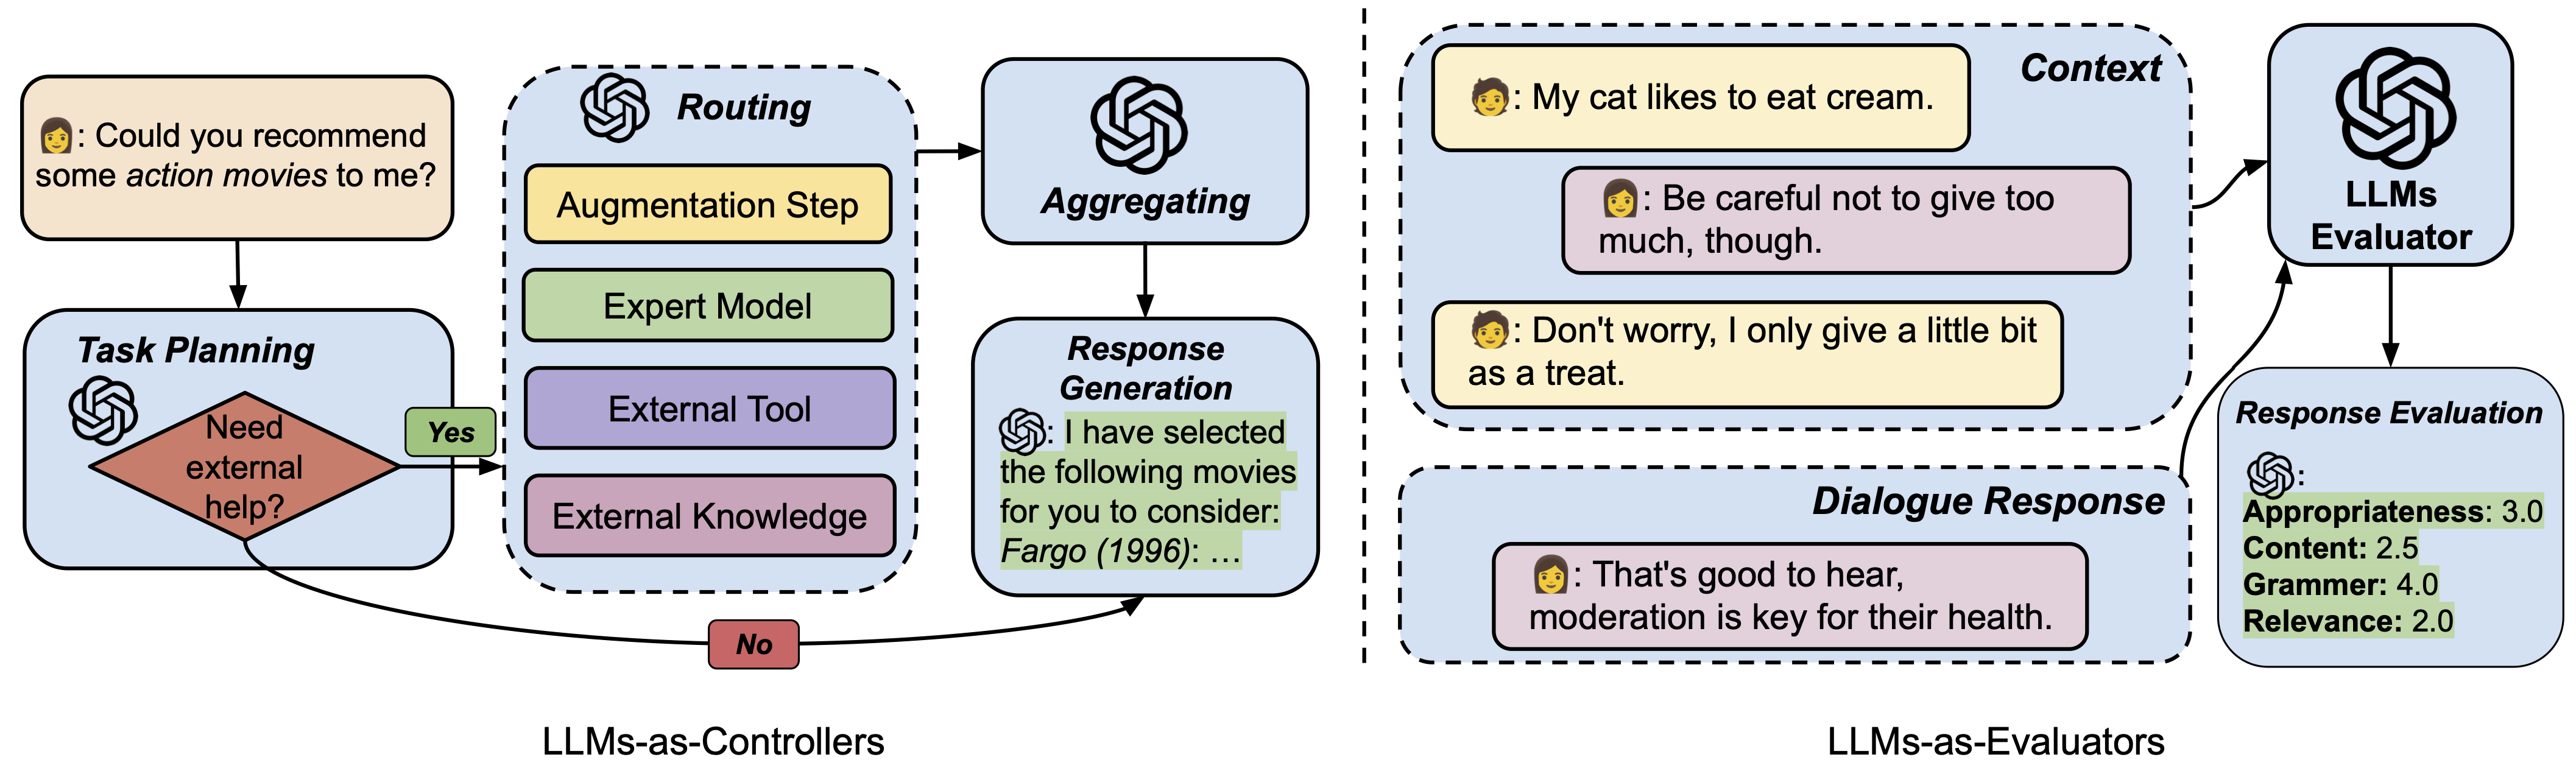 : Could you recommend
some action movies to me?
Task Planning
Need
external
help?
Yes
No
Routing
Augmentation Step
Expert Model
External Tool
External Knowledge
Aggregating
Response
Generation
: I have selected
the following movies
for you to consider:
Fargo (1996): ...
LLMs-as-Controllers
Context
: My cat likes to eat cream.
: Be careful not to give too
much, though.
: Don't worry, I only give a little bit
as a treat.
Dialogue Response
: That's good to hear,
moderation is key for their health.
LLMs
Evaluator
Response Evaluation
:
Appropriateness: 3.0
Content: 2.5
Grammer: 4.0
Relevance: 2.0
LLMs-as-Evaluators